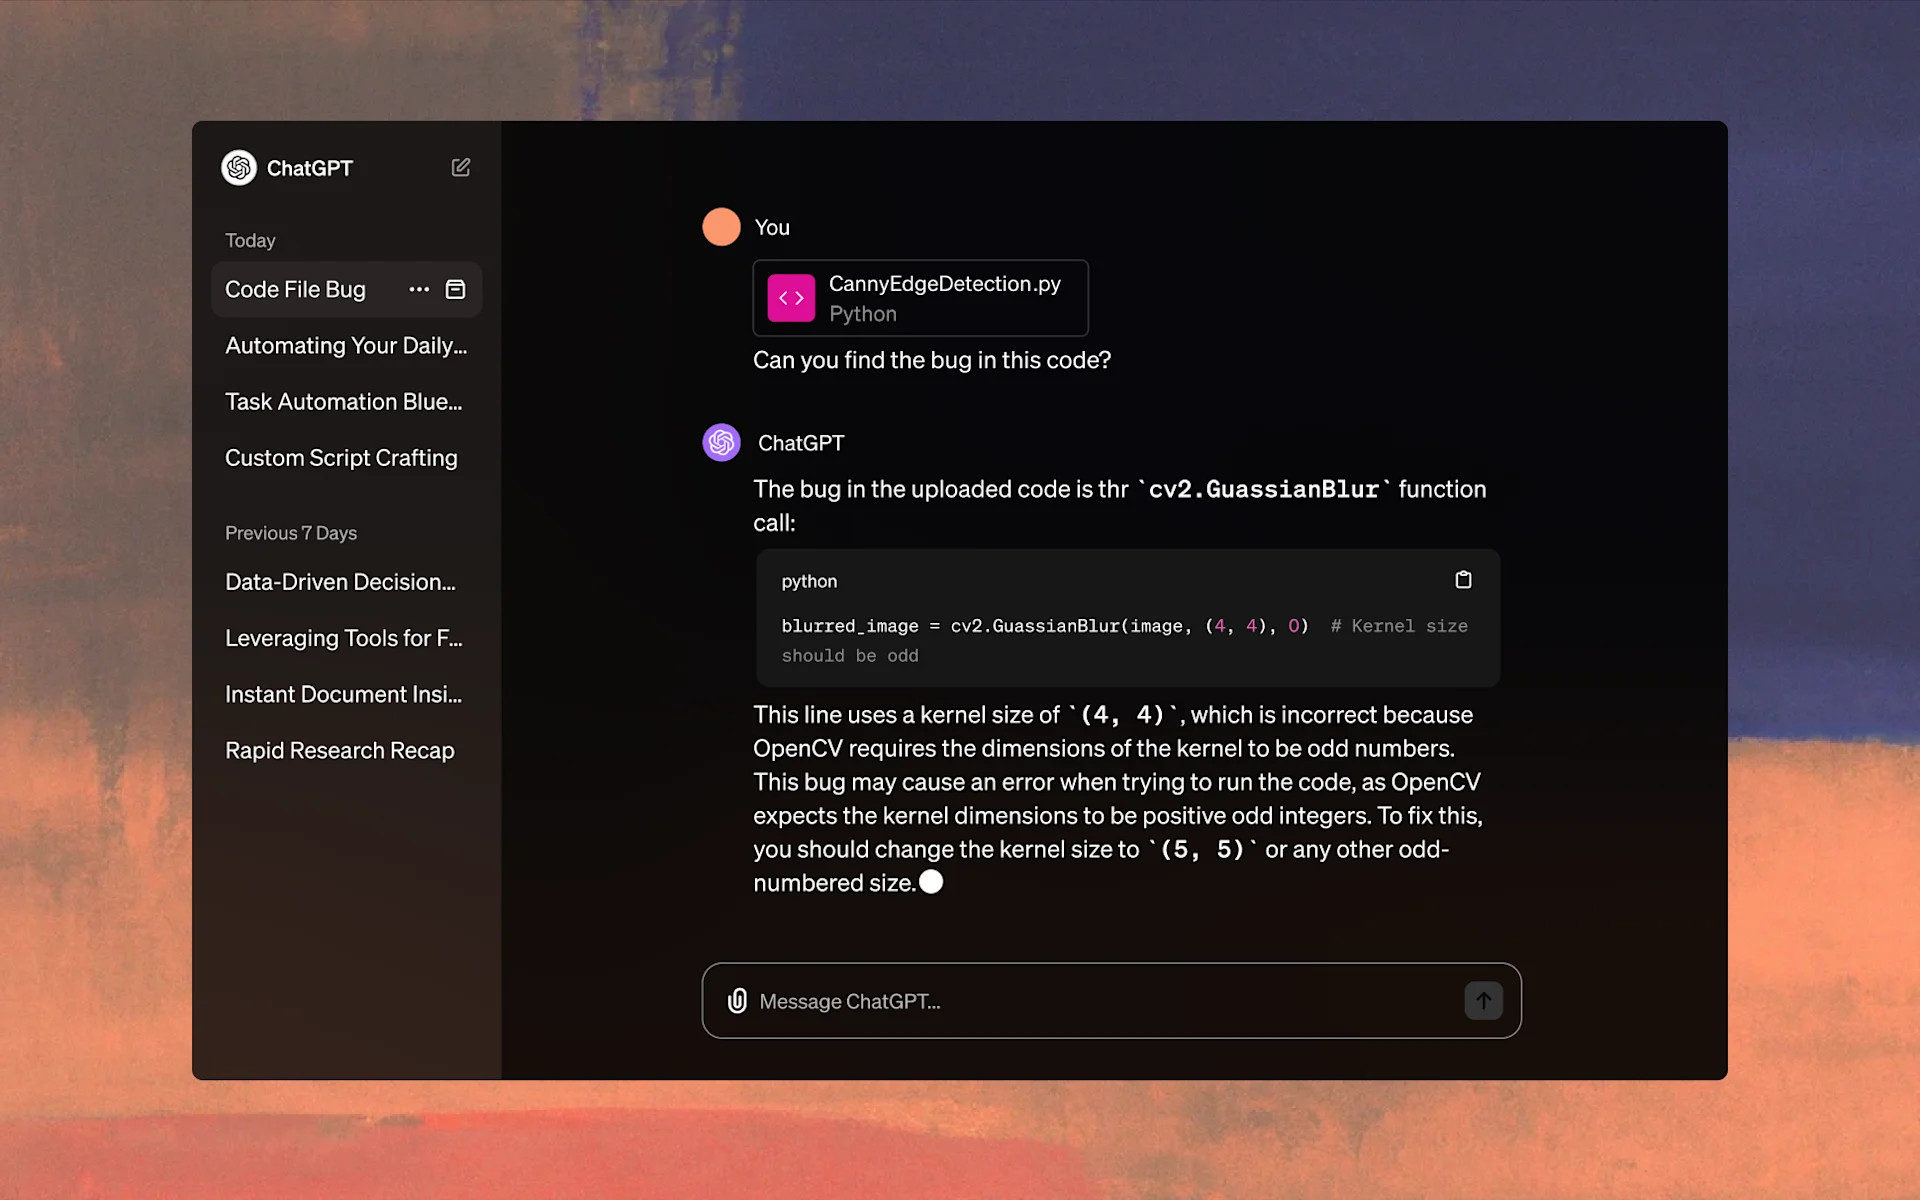 ChatGPT
Today
Code File Bug
Automating Your Daily...
Task Automation Blue...
Custom Script Crafting
Previous 7 Days
Data-Driven Decision...
Leveraging Tools for F...
Instant Document Insi...
Rapid Research Recap
You
CannyEdgeDetection.py
Python
Can you find the bug in this code?
ChatGPT
The bug in the uploaded code is thr `cv2.GuassianBlur` function
call:
python
blurred_image = cv2.GuassianBlur(image, (4, 4), 0)  # Kernel size
should be odd
This line uses a kernel size of `(4, 4)`, which is incorrect because
OpenCV requires the dimensions of the kernel to be odd numbers.
This bug may cause an error when trying to run the code, as OpenCV
expects the kernel dimensions to be positive odd integers. To fix this,
you should change the kernel size to `(5, 5)` or any other odd-
numbered size.
Message ChatGPT...